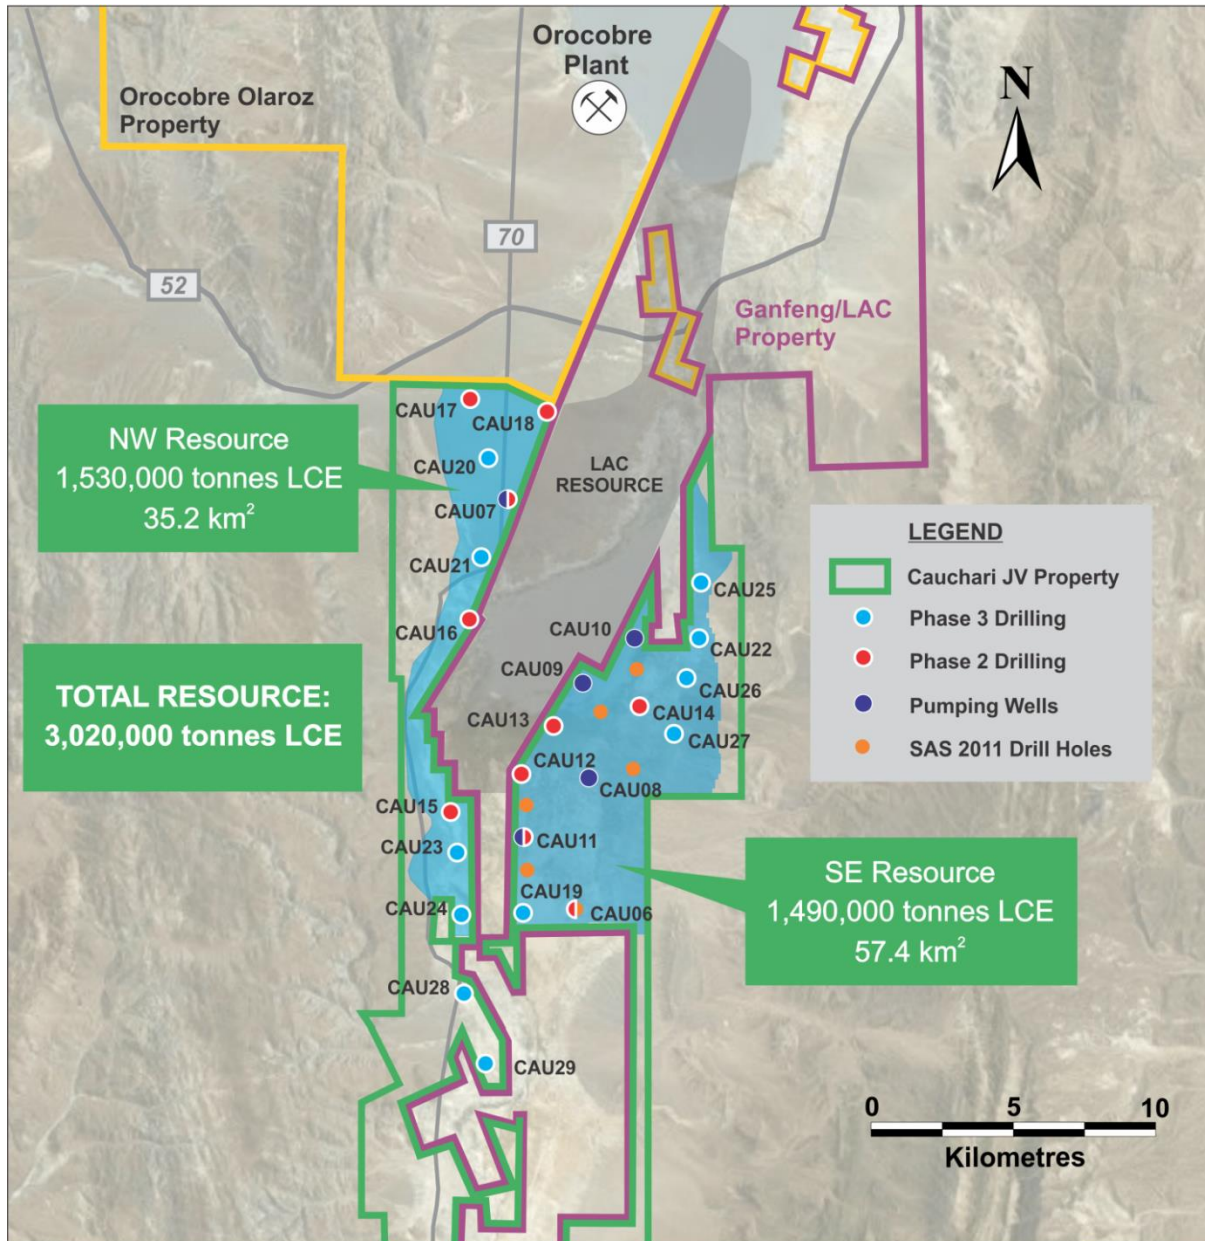 Orocobre
Plant
Orocobre Olaroz
Property
N
70
52
Ganfeng/LAC
Property
NW Resource
1,530,000 tonnes LCE
35.2 km²
CAU17
CAU18
CAU20
CAU07
LAC
RESOURCE
CAU21
CAU16
CAU25
CAU10
CAU22
CAU09
CAU26
CAU14
CAU13
CAU27
CAU12
CAU08
CAU15
CAU11
CAU23
CAU19
CAU24
CAU06
CAU28
CAU29
TOTAL RESOURCE:
3,020,000 tonnes LCE
LEGEND
Cauchari JV Property
Phase 3 Drilling
Phase 2 Drilling
Pumping Wells
SAS 2011 Drill Holes
SE Resource
1,490,000 tonnes LCE
57.4 km²
0 5 10
Kilometres